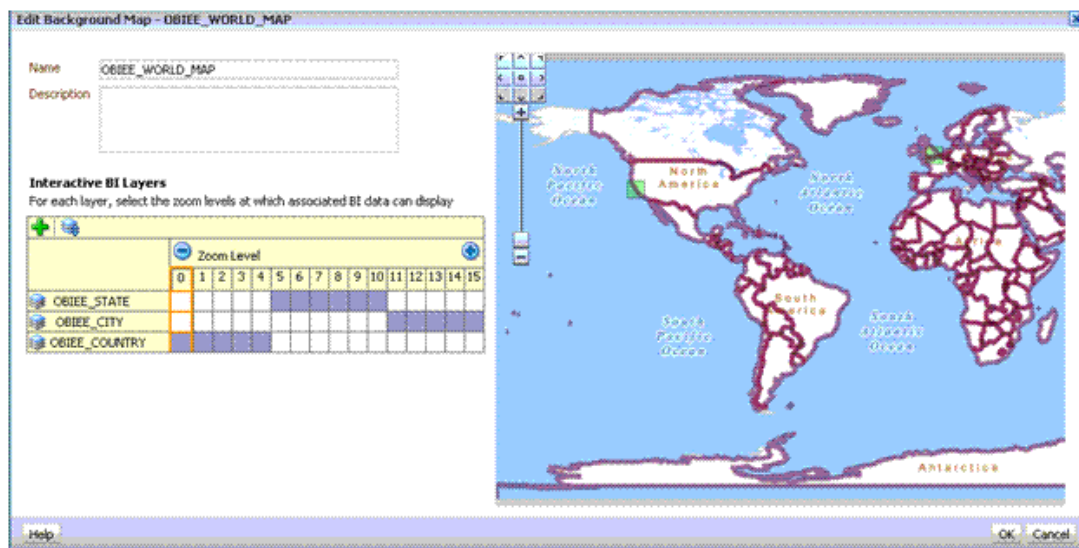 Edit Background Map - OBIEE_WORLD_MAP
Name OBIEE_WORLD_MAP
Description
Interactive BI Layers
For each layer, select the zoom levels at which associated BI data can display
Zoom Level
0 1 2 3 4 5 6 7 8 9 10 11 12 13 14 15
OBIEE_STATE
OBIEE_CITY
OBIEE_COUNTRY
North
Pacific
Ocean
North
America
North
Atlantic
Ocean
Africa
South
America
South
Pacific
Ocean
South
Atlantic
Ocean
Antarctica
Help
OK Cancel